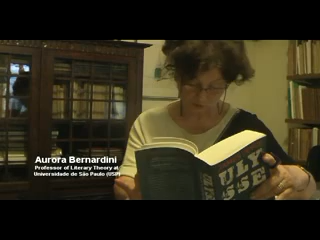 Aurora Bernardini
Professor of Literary Theory at
Universidade de São Paulo (USP)
ULY
SSE